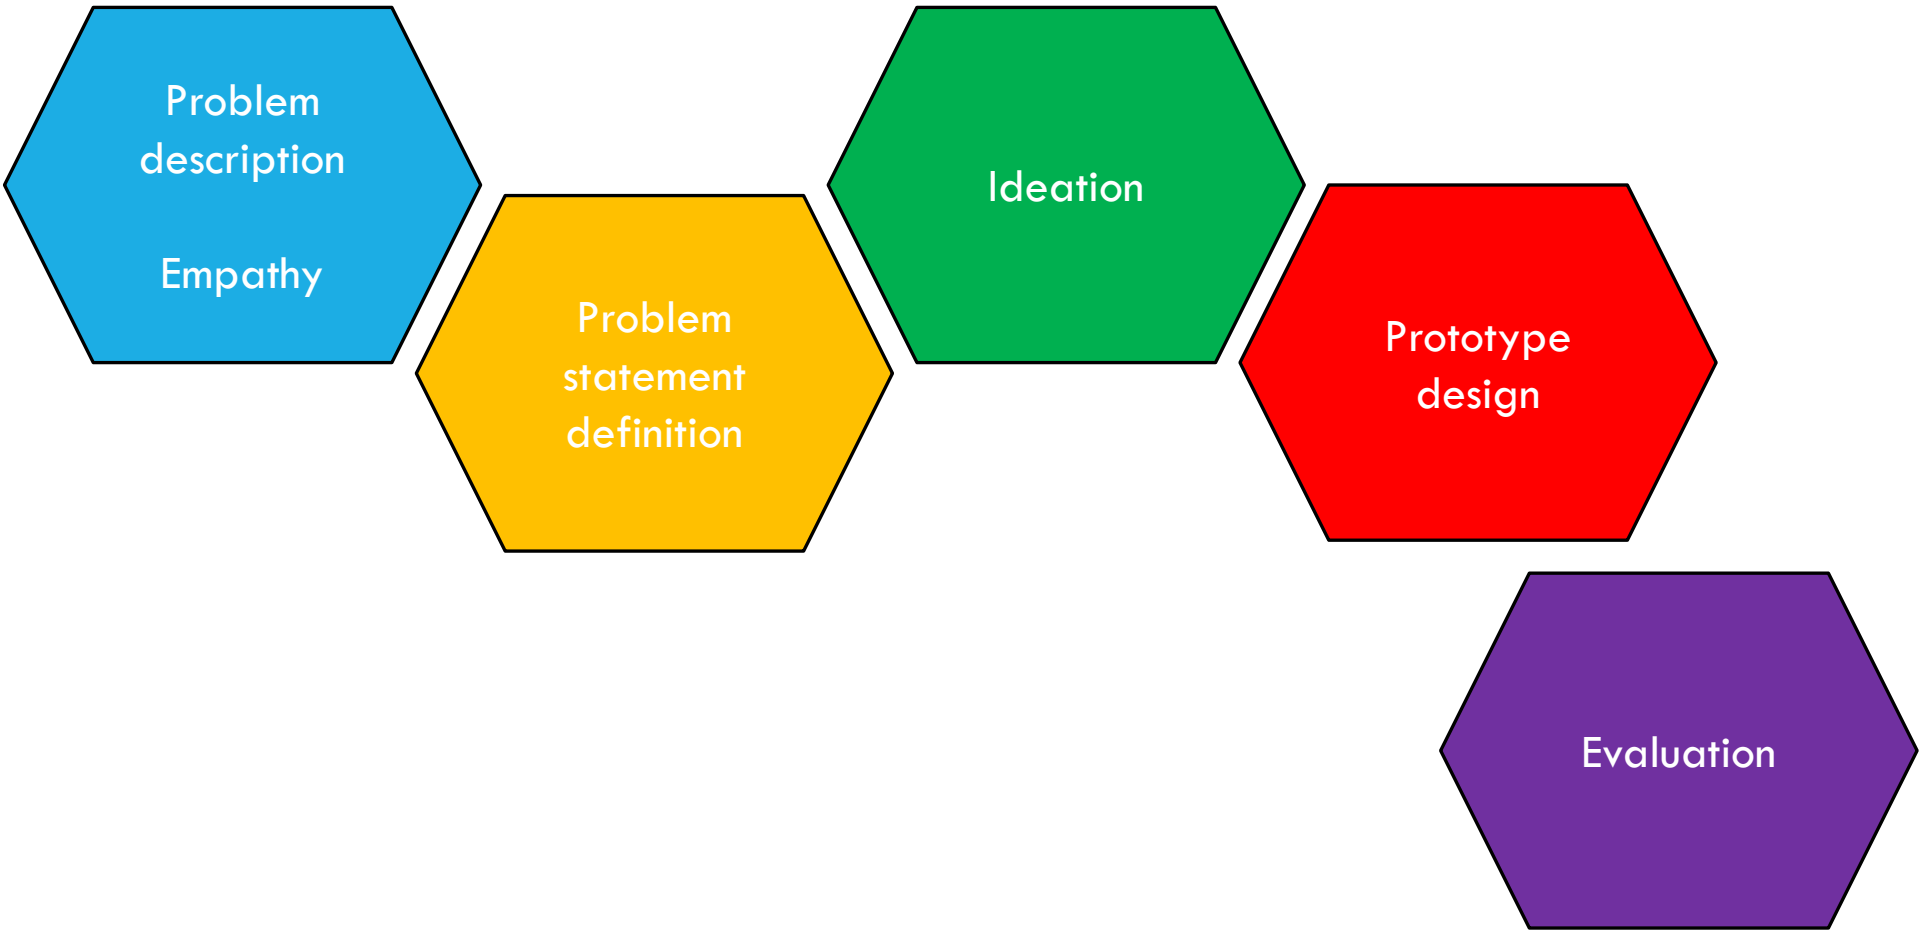 Problem
description
Empathy
Problem
statement
definition
Ideation
Prototype
design
Evaluation